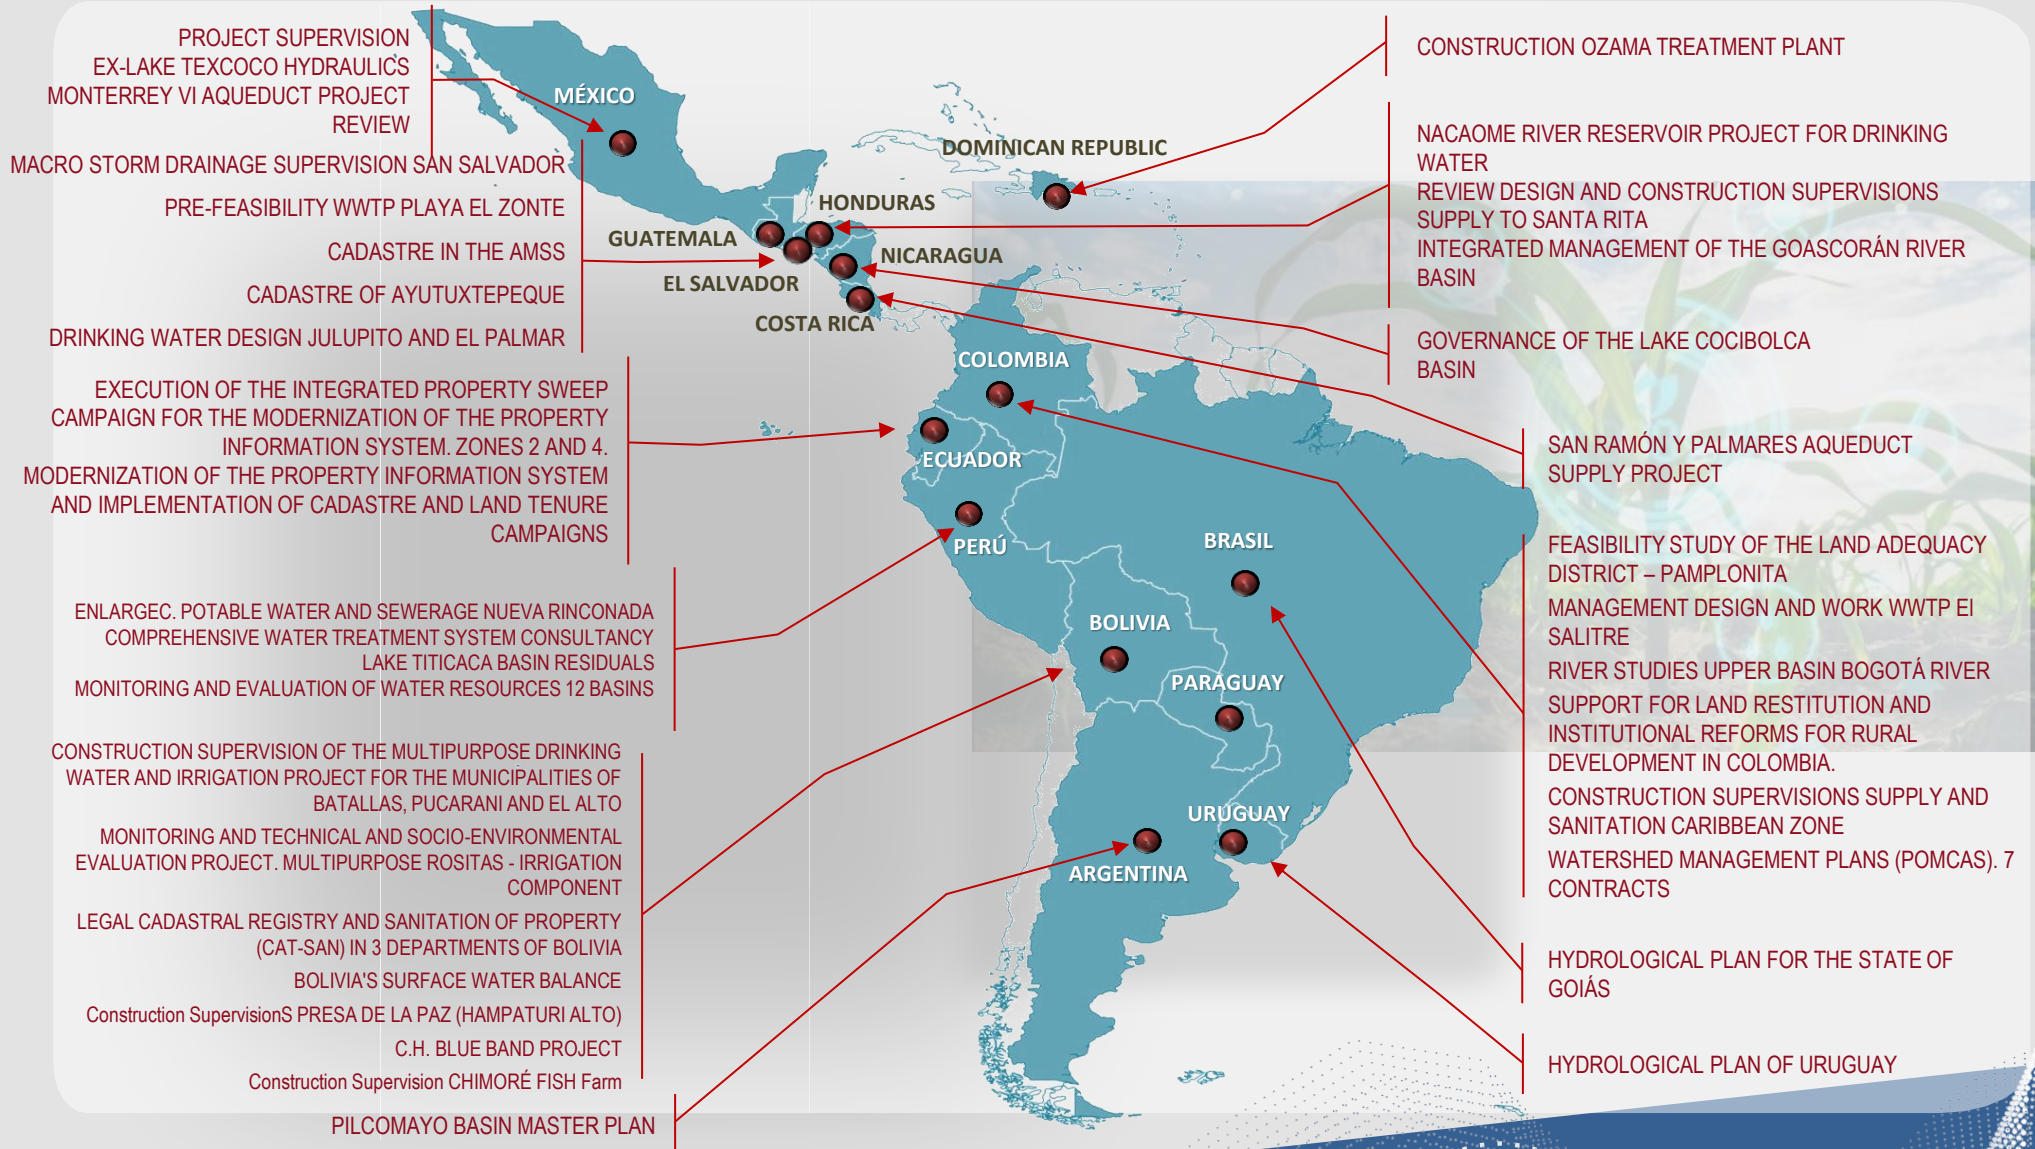 PROJECT SUPERVISION
EX-LAKE TEXCOCO HYDRAULICS
MONTERREY VI AQUEDUCT PROJECT
REVIEW
MACRO STORM DRAINAGE SUPERVISION SAN SALVADOR
PRE-FEASIBILITY WWTP PLAYA EL ZONTE
CADASTRE IN THE AMSS
CADASTRE OF AYUTUXTEPEQUE
DRINKING WATER DESIGN JULUPITO AND EL PALMAR
EXECUTION OF THE INTEGRATED PROPERTY SWEEP
CAMPAIGN FOR THE MODERNIZATION OF THE PROPERTY
INFORMATION SYSTEM. ZONES 2 AND 4.
MODERNIZATION OF THE PROPERTY INFORMATION SYSTEM
AND IMPLEMENTATION OF CADASTRE AND LAND TENURE
CAMPAIGNS
ENLARGEC. POTABLE WATER AND SEWERAGE NUEVA RINCONADA
COMPREHENSIVE WATER TREATMENT SYSTEM CONSULTANCY
LAKE TITICACA BASIN RESIDUALS
MONITORING AND EVALUATION OF WATER RESOURCES 12 BASINS
CONSTRUCTION SUPERVISION OF THE MULTIPURPOSE DRINKING
WATER AND IRRIGATION PROJECT FOR THE MUNICIPALITIES OF
BATALLAS, PUCARANI AND EL ALTO
MONITORING AND TECHNICAL AND SOCIO-ENVIRONMENTAL
EVALUATION PROJECT. MULTIPURPOSE ROSITAS - IRRIGATION
COMPONENT
LEGAL CADASTRAL REGISTRY AND SANITATION OF PROPERTY
(CAT-SAN) IN 3 DEPARTMENTS OF BOLIVIA
BOLIVIA'S SURFACE WATER BALANCE
Construction SupervisionS PRESA DE LA PAZ (HAMPATURI ALTO)
C.H. BLUE BAND PROJECT
Construction Supervision CHIMORÉ FISH Farm
PILCOMAYO BASIN MASTER PLAN
MÉXICO
DOMINICAN REPUBLIC
HONDURAS
GUATEMALA
NICARAGUA
EL SALVADOR
COSTA RICA
COLOMBIA
ECUADOR
PERÚ
BRASIL
BOLIVIA
PARAGUAY
URUGUAY
ARGENTINA
CONSTRUCTION OZAMA TREATMENT PLANT
NACAOME RIVER RESERVOIR PROJECT FOR DRINKING
WATER
REVIEW DESIGN AND CONSTRUCTION SUPERVISIONS
SUPPLY TO SANTA RITA
INTEGRATED MANAGEMENT OF THE GOASCORÁN RIVER
BASIN
GOVERNANCE OF THE LAKE COCIBOLCA
BASIN
SAN RAMÓN Y PALMARES AQUEDUCT
SUPPLY PROJECT
FEASIBILITY STUDY OF THE LAND ADEQUACY
DISTRICT – PAMPLONITA
MANAGEMENT DESIGN AND WORK WWTP El
SALITRE
RIVER STUDIES UPPER BASIN BOGOTÁ RIVER
SUPPORT FOR LAND RESTITUTION AND
INSTITUTIONAL REFORMS FOR RURAL
DEVELOPMENT IN COLOMBIA.
CONSTRUCTION SUPERVISIONS SUPPLY AND
SANITATION CARIBBEAN ZONE
WATERSHED MANAGEMENT PLANS (POMCAS). 7
CONTRACTS
HYDROLOGICAL PLAN FOR THE STATE OF
GOIÁS
HYDROLOGICAL PLAN OF URUGUAY